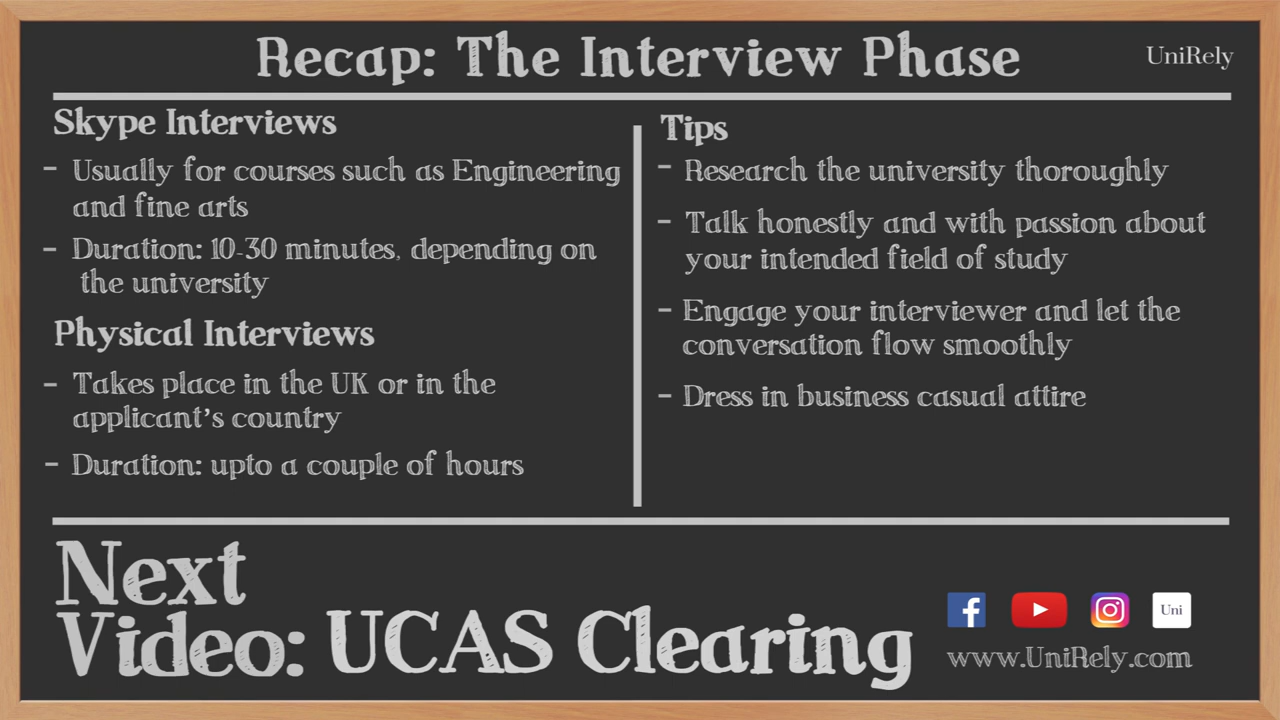 Recap: The Interview Phase
UniRely
Skype Interviews
- Usually for courses such as Engineering
and fine arts
- Duration: 10-30 minutes, depending on
the university
Physical Interviews
- Takes place in the UK or in the
applicant's country
- Duration: upto a couple of hours
Tips
- Research the university thoroughly
- Talk honestly and with passion about
your intended field of study
- Engage your interviewer and let the
conversation flow smoothly
- Dress in business casual attire
Next
Video: UCAS Clearing
f
Uni
www.UniRely.com